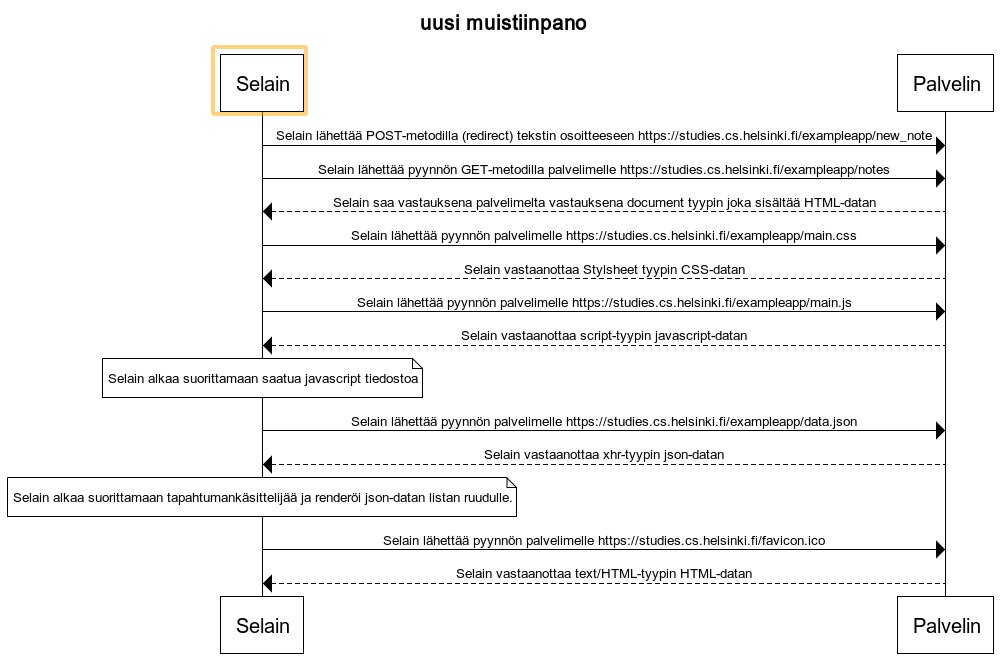 uusi muistiinpano
Selain
Palvelin
Selain lähettää POST-metodilla (redirect) tekstin osoitteeseen https://studies.cs.helsinki.fi/exampleapp/new_note
Selain lähettää pyynnön GET-metodilla palvelimelle https://studies.cs.helsinki.fi/exampleapp/notes
Selain saa vastauksena palvelimelta vastauksena document tyypin joka sisältää HTML-datan
Selain lähettää pyynnön palvelimelle https://studies.cs.helsinki.fi/exampleapp/main.css
Selain vastaanottaa Stylsheet tyypin CSS-datan
Selain lähettää pyynnön palvelimelle https://studies.cs.helsinki.fi/exampleapp/main.js
Selain vastaanottaa script-tyypin javascript-datan
Selain alkaa suorittamaan saatua javascript tiedostoa
Selain lähettää pyynnön palvelimelle https://studies.cs.helsinki.fi/exampleapp/data.json
Selain vastaanottaa xhr-tyypin json-datan
Selain alkaa suorittamaan tapahtumankäsittelijää ja renderöi json-datan listan ruudulle.
Selain lähettää pyynnön palvelimelle https://studies.cs.helsinki.fi/favicon.ico
Selain vastaanottaa text/HTML-tyypin HTML-datan
Selain
Palvelin